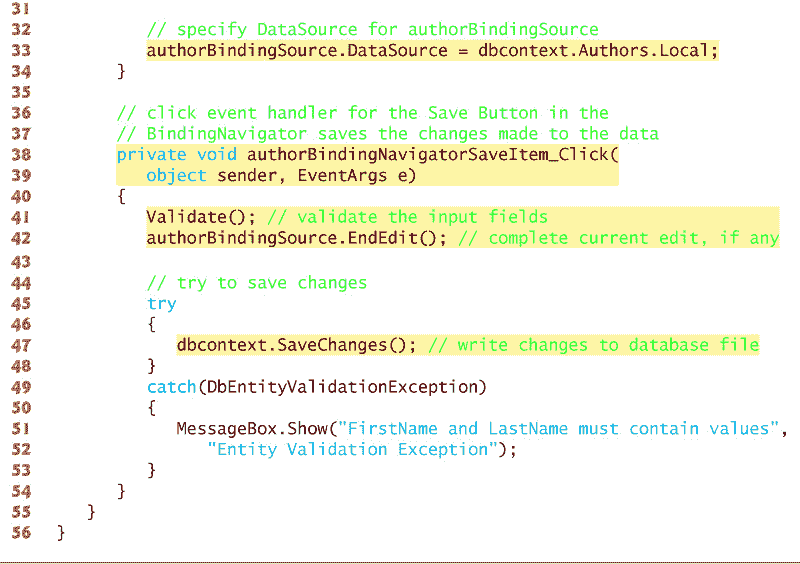 31
32 // specify DataSource for authorBindingSource
33 authorBindingSource.DataSource = dbcontext.Authors.Local;
34 }
35
36 // click event handler for the Save Button in the
37 // BindingNavigator saves the changes made to the data
38 private void authorBindingNavigatorSaveItem_Click(
39 object sender, EventArgs e)
40 {
41 Validate(); // validate the input fields
42 authorBindingSource.EndEdit(); // complete current edit, if any
43
44 // try to save changes
45 try
46 {
47 dbcontext.SaveChanges(); // write changes to database file
48 }
49 catch(DbEntityValidationException)
50 {
51 MessageBox.Show("FirstName and LastName must contain values",
52 "Entity Validation Exception");
53 }
54 }
55 }
56 }